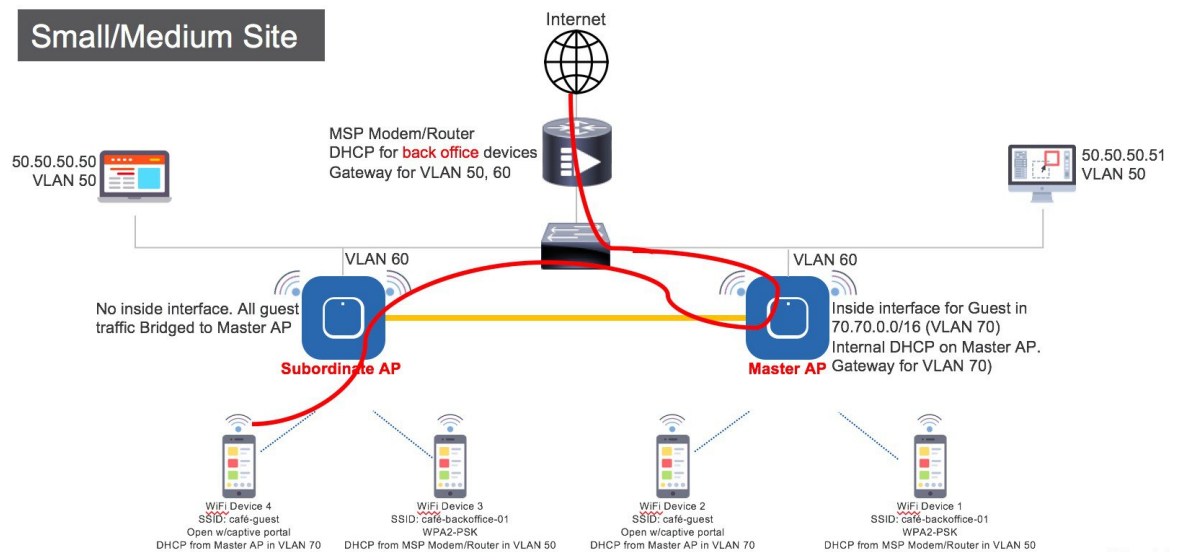 Small/Medium Site
Internet
MSP Modem/Router
DHCP for back office devices
Gateway for VLAN 50, 60
50.50.50.50
VLAN 50
50.50.50.51
VLAN 50
VLAN 60
VLAN 60
No inside interface. All guest
traffic Bridged to Master AP
Subordinate AP
Inside interface for Guest in
70.70.0.0/16 (VLAN 70)
Internal DHCP on Master AP.
Gateway for VLAN 70)
Master AP
WiFi Device 4
SSID: café-guest
Open w/captive portal
DHCP from Master AP in VLAN 70
WiFi Device 3
SSID: café-backoffice-01
WPA2-PSK
DHCP from MSP Modem/Router in VLAN 50
WiFi Device 2
SSID: café-guest
Open w/captive portal
DHCP from Master AP in VLAN 70
WiFi Device 1
SSID: café-backoffice-01
WPA2-PSK
DHCP from MSP Modem/Router in VLAN 50